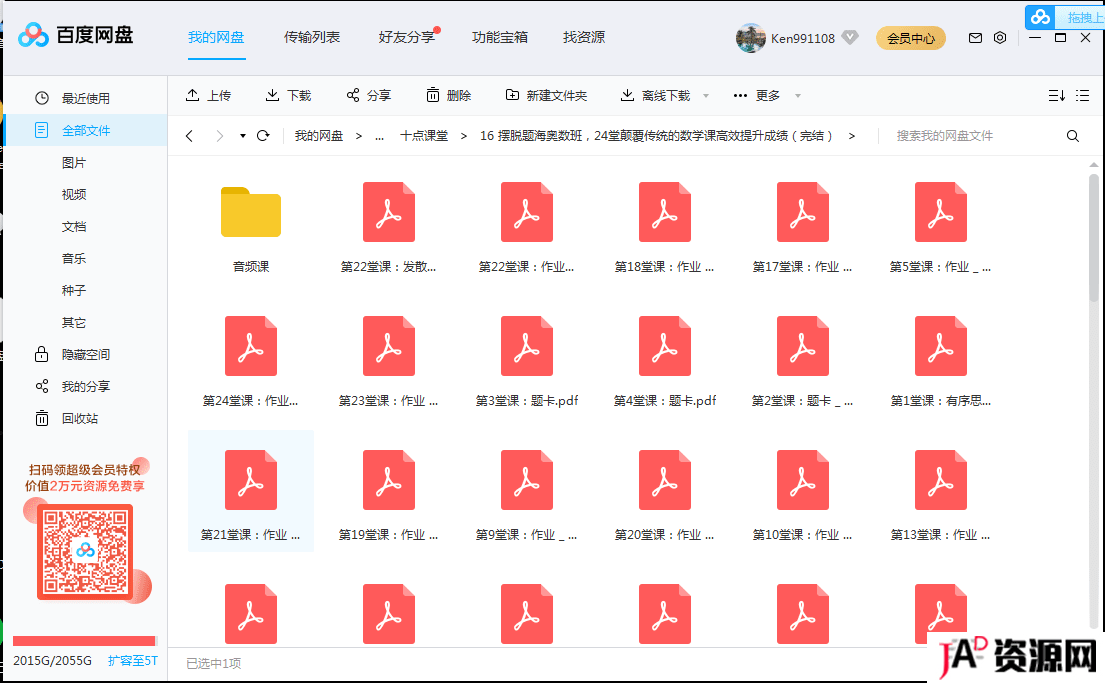 百度网盘
我的网盘 传输列表 好友分享 功能宝箱 找资源
Ken991108 会员中心
拖拽上
最近使用
全部文件
图片
视频
文档
音乐
种子
其它
隐藏空间
我的分享
回收站
扫码领超级会员特权
价值2万元资源免费享
2015G/2055G 扩容至5T
上传 下载 分享 删除 新建文件夹 离线下载 更多
我的网盘 > ... 十点课堂 > 16 摆脱题海奥数班，24堂颠覆传统的数学课高效提升成绩（完结） >
搜索我的网盘文件
音频课 第22堂课：发散... 第22堂课：作业... 第18堂课：作业 ... 第17堂课：作业 ... 第5堂课：作业 _ ...
第24堂课：作业... 第23堂课：作业 ... 第3堂课：题卡.pdf 第4堂课：题卡.pdf 第2堂课：题卡 _ ... 第1堂课：有序思...
第21堂课：作业 ... 第19堂课：作业 ... 第9堂课：作业 _ ... 第20堂课：作业 ... 第10堂课：作业 ... 第13堂课：作业 ...
已选中1项
JAD资源网